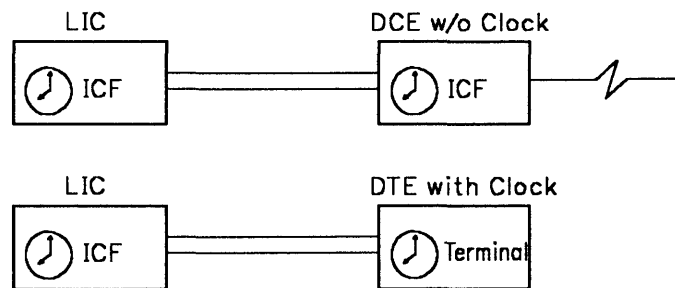 LIC DCE w/o Clock
ICF ICF
LIC DTE with Clock
ICF Terminal